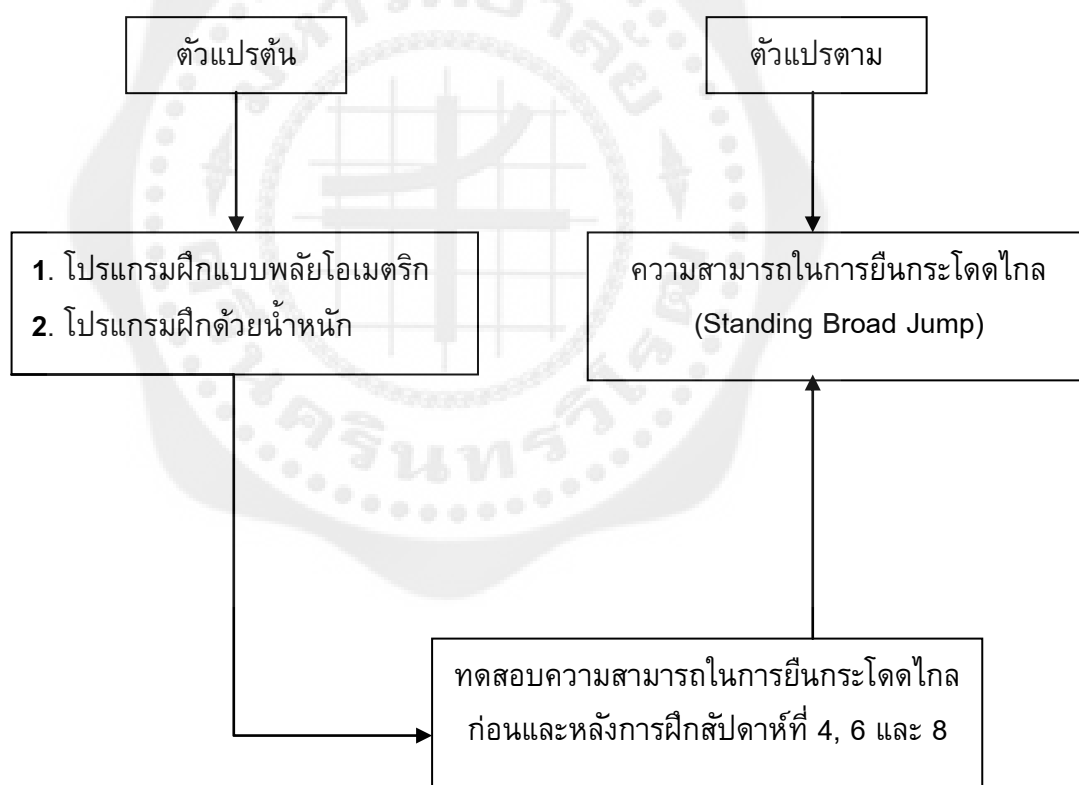 ตัวแปรต้น
ตัวแปรตาม
1. โปรแกรมฝึกแบบพลัยโอเมตริก
2. โปรแกรมฝึกด้วยน้ำหนัก
ความสามารถในการยืนกระโดดไกล
(Standing Broad Jump)
ทดสอบความสามารถในการยืนกระโดดไกล
ก่อนและหลังการฝึกสัปดาห์ที่ 4, 6 และ 8